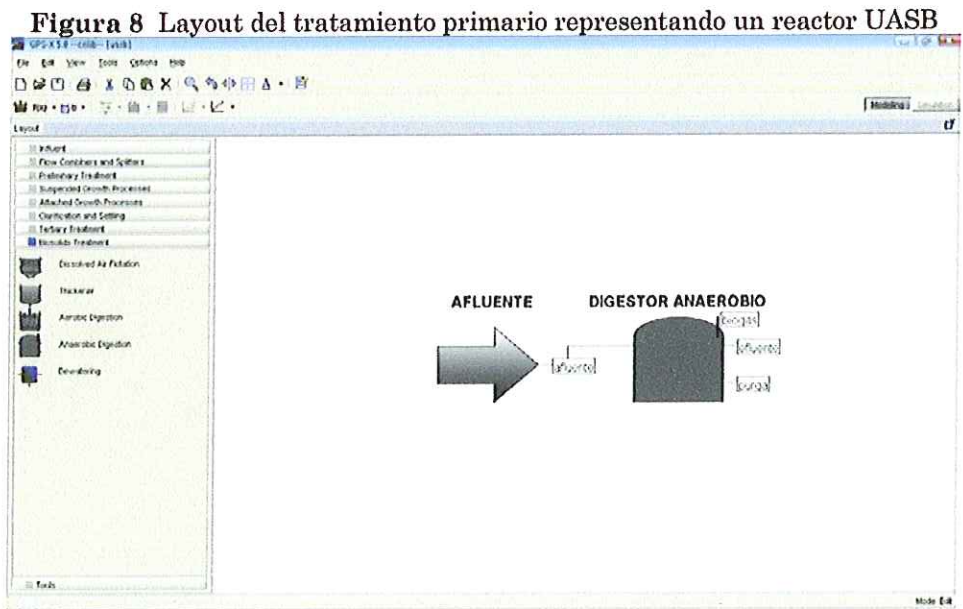 Figura 8 Layout del tratamiento primario representando un reactor UASB
GPS-X 5.0
File Edit View Tools Options Help
Modeling
Layout
Influent
Flow Combiners and Splitters
Preliminary Treatment
Suspended Growth Processes
Attached Growth Processes
Clarification and Settling
Tertiary Treatment
Biosolids Treatment
Dissolved Air Flotation
Thickener
Aerobic Digestion
Anaerobic Digestion
Dewatering
AFLUENTE
DIGESTOR ANAEROBIO
[biogas]
[afluente]
[efluente]
[purga]
Tools
Mode: Edit